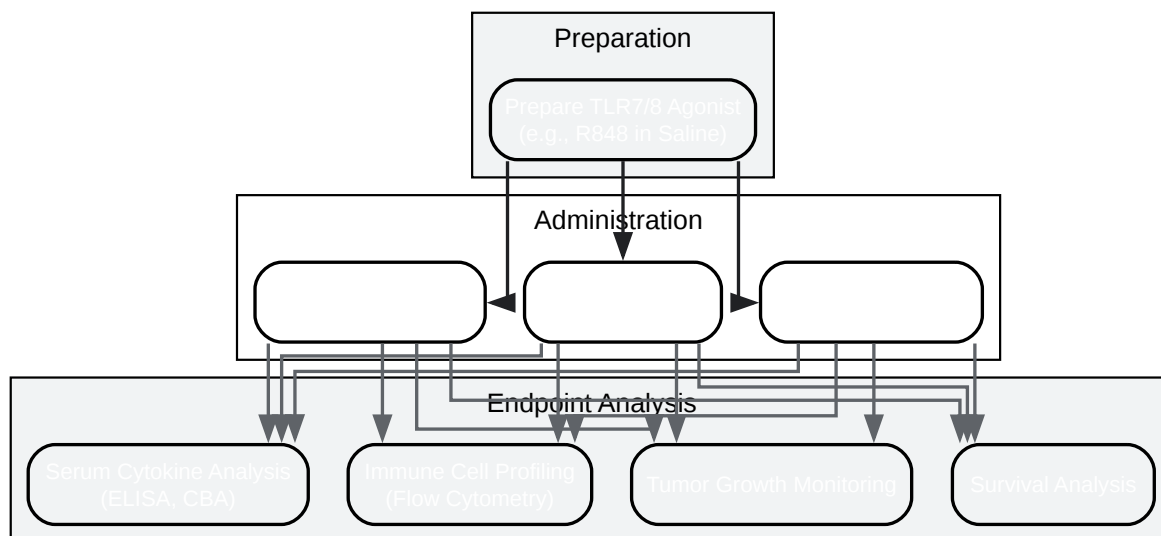 Preparation
Prepare TLR7/8 Agonist
(e.g., R848 in Saline)
Administration
Endpoint Analysis
Serum Cytokine Analysis
(ELISA, CBA)
Immune Cell Profiling
(Flow Cytometry)
Tumor Growth Monitoring
Survival Analysis